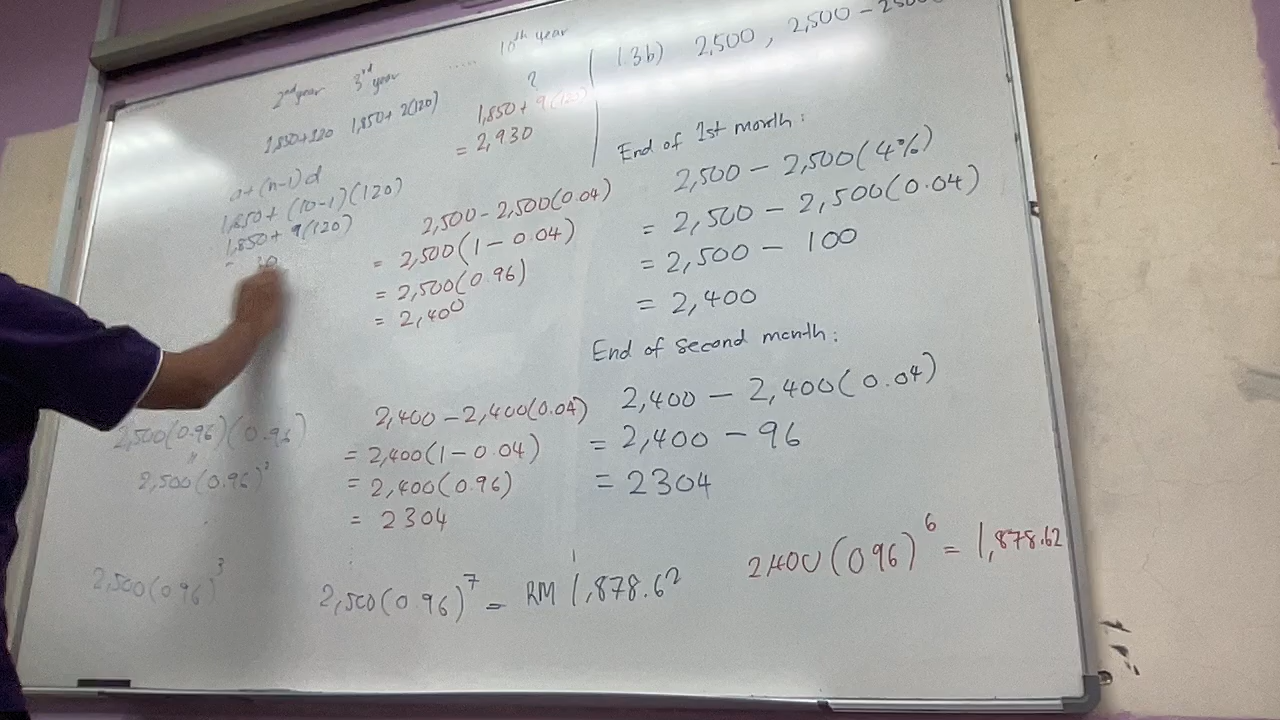 2nd year 3rd year ..... 10th year
1,850+120 1,850+2(120) ?
1,850+9(120)
= 2,930
a+(n-1)d
1,850+(10-1)(120)
1,850+9(120)
2,500-2,500(0.04)
= 2,500(1-0.04)
= 2,500(0.96)
= 2,400
2,500(0.96)(0.96)
"
2,500(0.96)²
2,500(0.96)³
2,400-2,400(0.04)
= 2,400(1-0.04)
= 2,400(0.96)
= 2304
2,500(0.96)⁷ = RM 1,878.62
1.3b) 2,500, 2,500-2500
End of 1st month:
2,500 - 2,500(4%)
= 2,500 - 2,500(0.04)
= 2,500 - 100
= 2,400
End of second month:
2,400 - 2,400(0.04)
= 2,400 - 96
= 2304
2,400(0.96)⁶ = 1,878.62